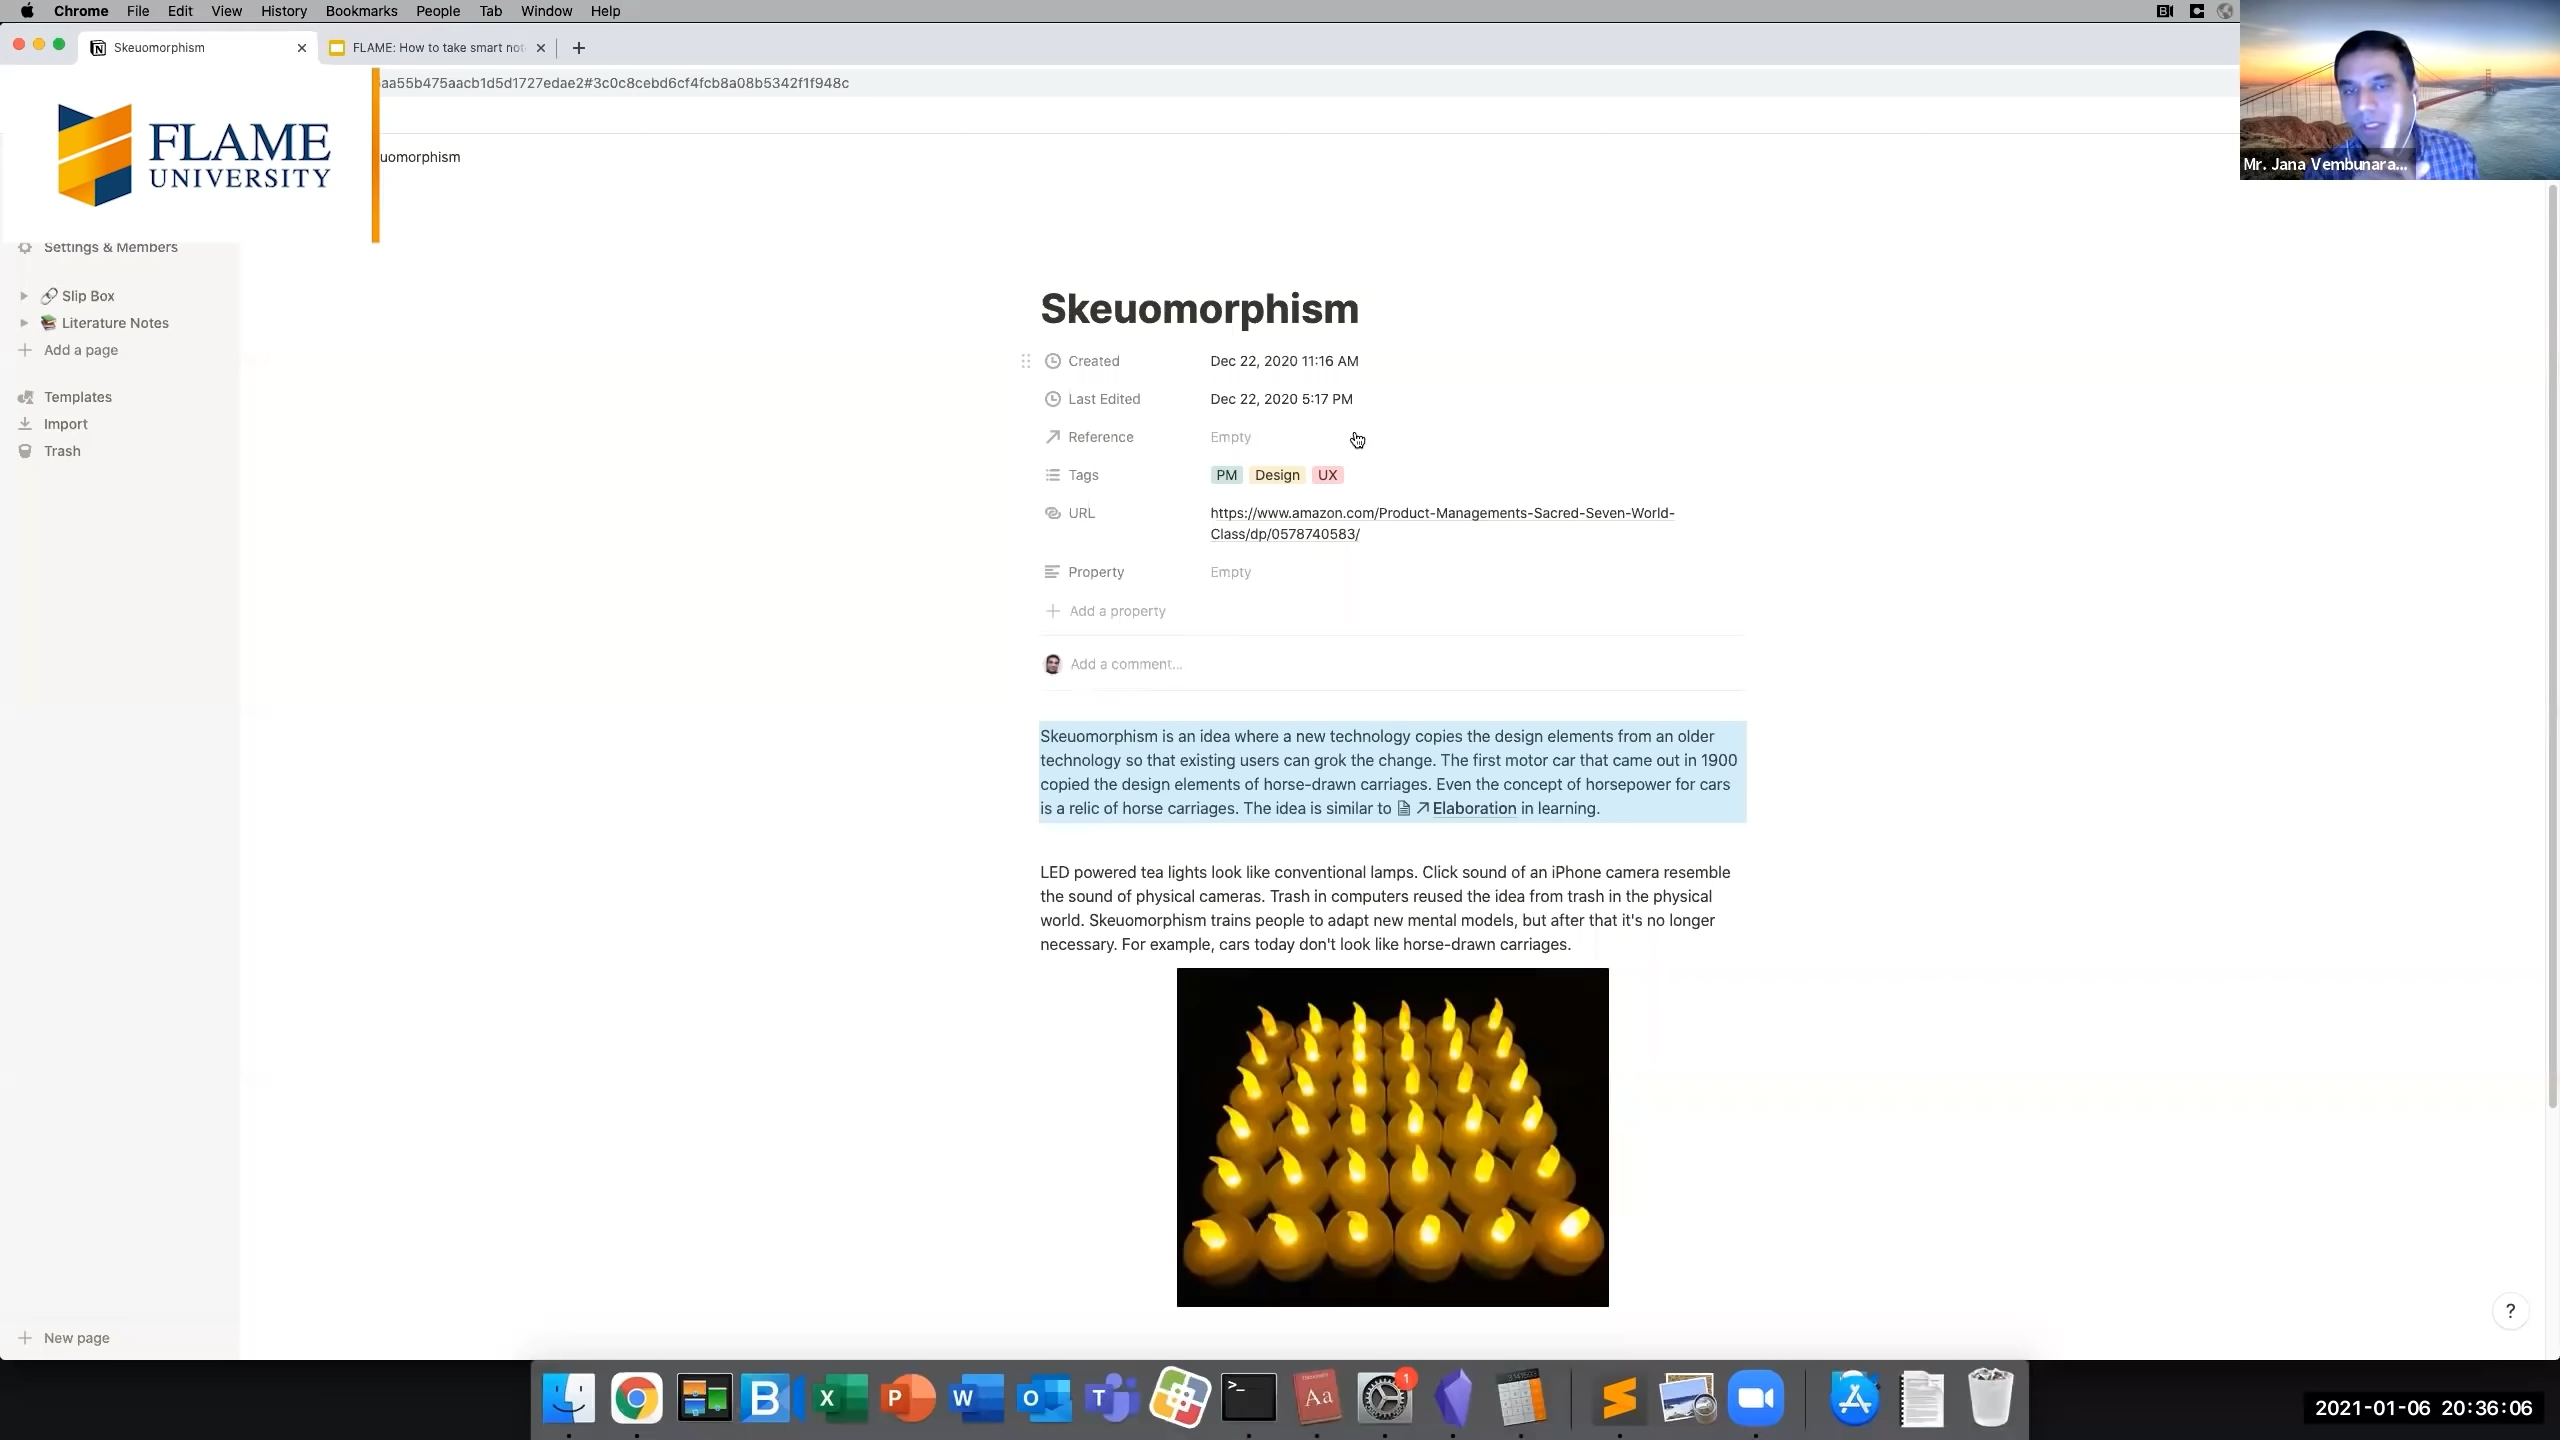 Chrome File Edit View History Bookmarks People Tab Window Help
Skeuomorphism
FLAME: How to take smart not
aa55b475aacb1d5d1727edae2#3c0c8cebd6cf4fcb8a08b5342f1f948c
FLAME
UNIVERSITY
uomorphism
Mr. Jana Vembunara...
Settings & Members
Slip Box
Literature Notes
Add a page
Templates
Import
Trash
Skeuomorphism
Created Dec 22, 2020 11:16 AM
Last Edited Dec 22, 2020 5:17 PM
Reference Empty
Tags PM Design UX
URL https://www.amazon.com/Product-Managements-Sacred-Seven-World-
Class/dp/0578740583/
Property Empty
Add a property
Add a comment...
Skeuomorphism is an idea where a new technology copies the design elements from an older
technology so that existing users can grok the change. The first motor car that came out in 1900
copied the design elements of horse-drawn carriages. Even the concept of horsepower for cars
is a relic of horse carriages. The idea is similar to Elaboration in learning.
LED powered tea lights look like conventional lamps. Click sound of an iPhone camera resemble
the sound of physical cameras. Trash in computers reused the idea from trash in the physical
world. Skeuomorphism trains people to adapt new mental models, but after that it's no longer
necessary. For example, cars today don't look like horse-drawn carriages.
?
New page
B X P W O T >_ Aa 1
2021-01-06 20:36:06